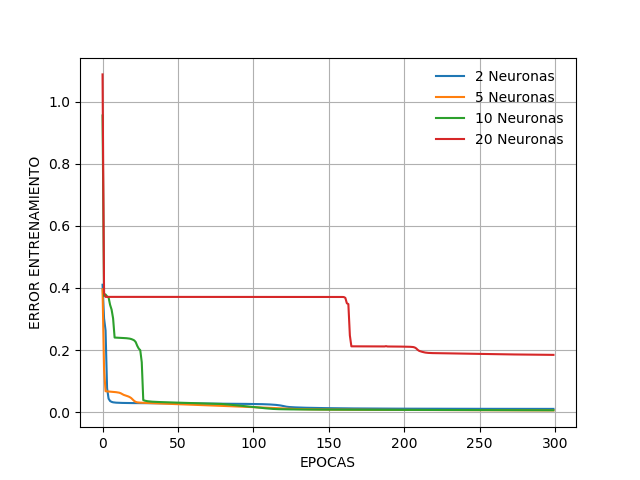 2 Neuronas
5 Neuronas
10 Neuronas
20 Neuronas
ERROR ENTRENAMIENTO
1.0
0.8
0.6
0.4
0.2
0.0
0 50 100 150 200 250 300
EPOCAS